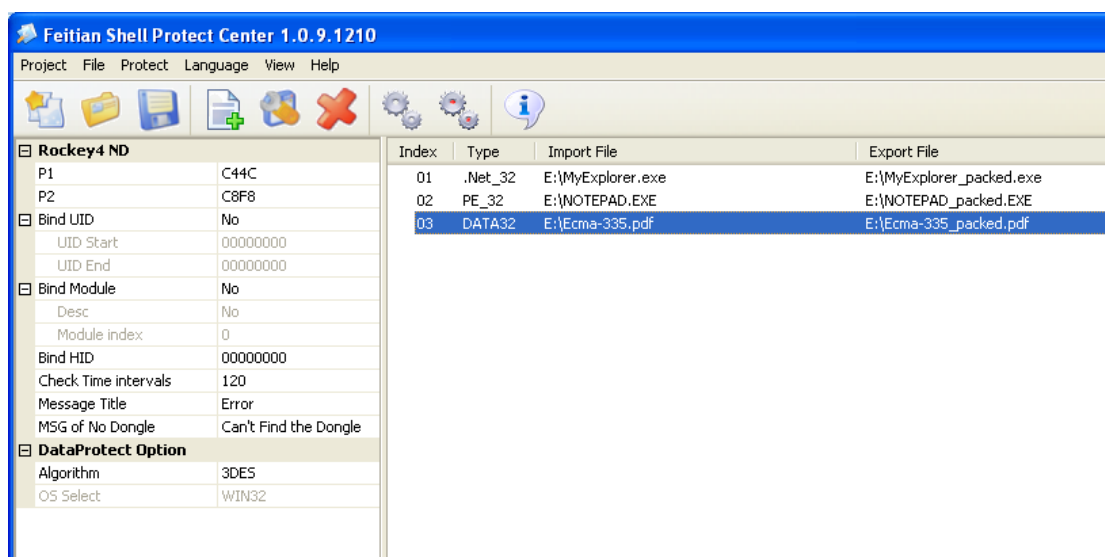 Feitian Shell Protect Center 1.0.9.1210
Project File Protect Language View Help
Rockey4 ND
P1 C44C
P2 C8F8
Bind UID No
UID Start 00000000
UID End 00000000
Bind Module No
Desc No
Module index 0
Bind HID 00000000
Check Time intervals 120
Message Title Error
MSG of No Dongle Can't Find the Dongle
DataProtect Option
Algorithm 3DES
OS Select WIN32
Index Type Import File Export File
01 .Net_32 E:\MyExplorer.exe E:\MyExplorer_packed.exe
02 PE_32 E:\NOTEPAD.EXE E:\NOTEPAD_packed.EXE
03 DATA32 E:\Ecma-335.pdf E:\Ecma-335_packed.pdf